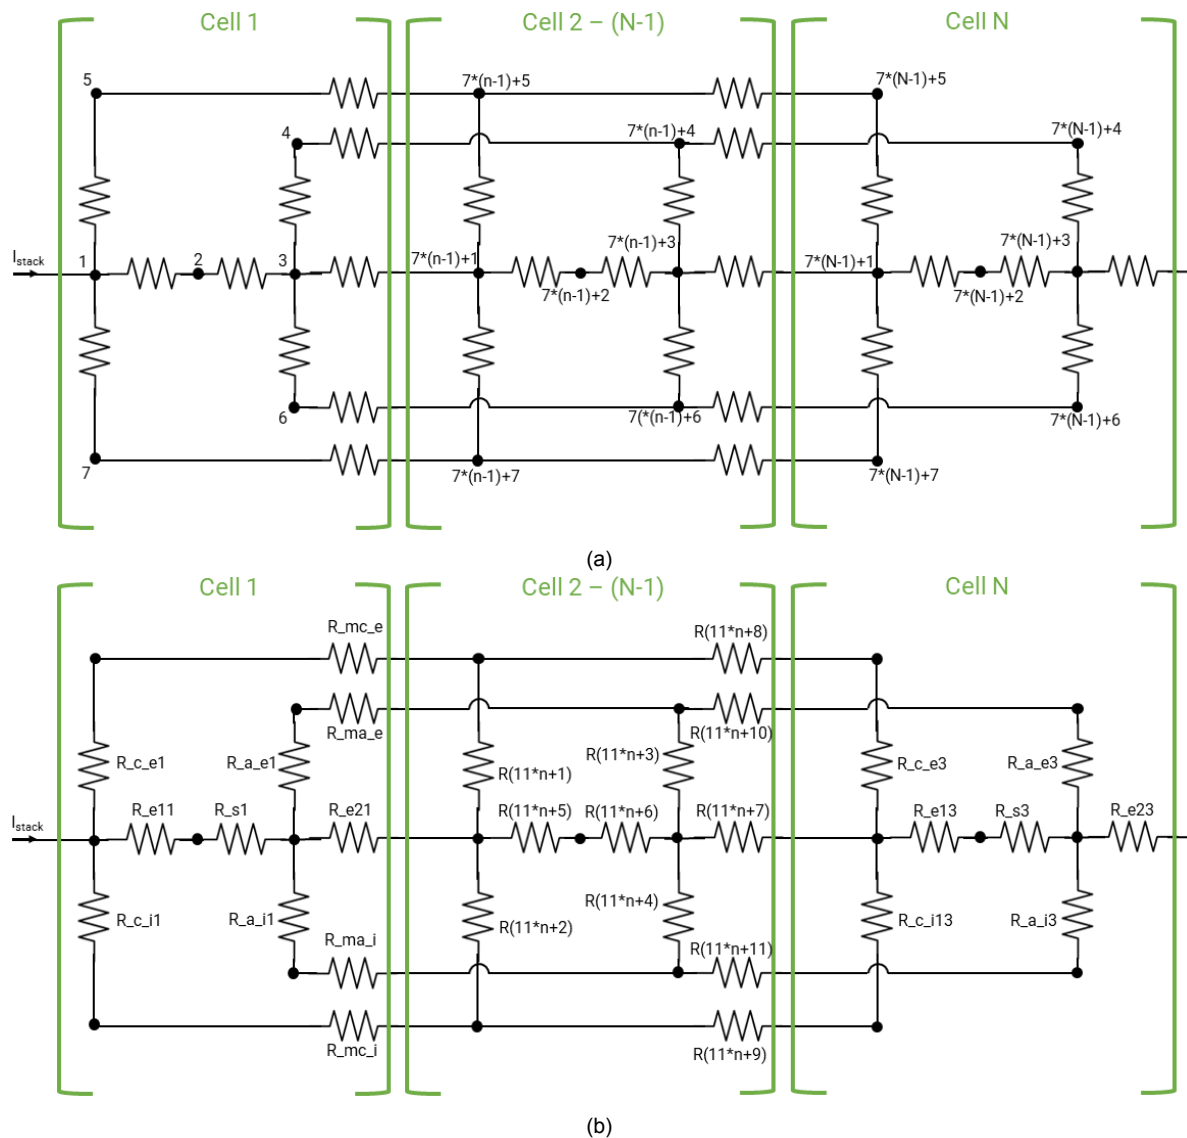 Cell 1
Cell 2 – (N-1)
Cell N
5
7*(n-1)+5
7*(N-1)+5
4
7*(n-1)+4
7*(N-1)+4
I_stack
1
2
3
7*(n-1)+1
7*(n-1)+3
7*(n-1)+2
7*(N-1)+1
7*(N-1)+3
7*(N-1)+2
6
7(*(n-1)+6
7*(N-1)+6
7
7*(n-1)+7
7*(N-1)+7
(a)
Cell 1
Cell 2 – (N-1)
Cell N
R_mc_e
R(11*n+8)
R_ma_e
R(11*n+10)
R_c_e1
R_a_e1
R(11*n+1)
R(11*n+3)
R_c_e3
R_a_e3
I_stack
R_e11
R_s1
R_e21
R(11*n+5)
R(11*n+6)
R(11*n+7)
R_e13
R_s3
R_e23
R_c_i1
R_a_i1
R(11*n+2)
R(11*n+4)
R_c_i13
R_a_i3
R_ma_i
R(11*n+11)
R_mc_i
R(11*n+9)
(b)